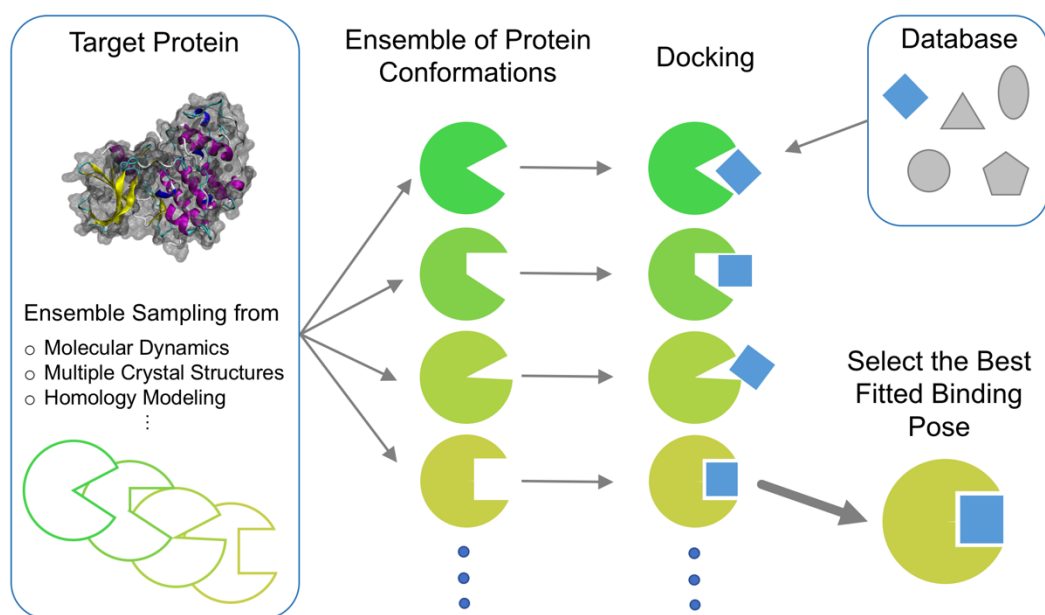 Target Protein
Ensemble Sampling from
○ Molecular Dynamics
○ Multiple Crystal Structures
○ Homology Modeling
⋮
Ensemble of Protein
Conformations
Docking
Database
Select the Best
Fitted Binding
Pose